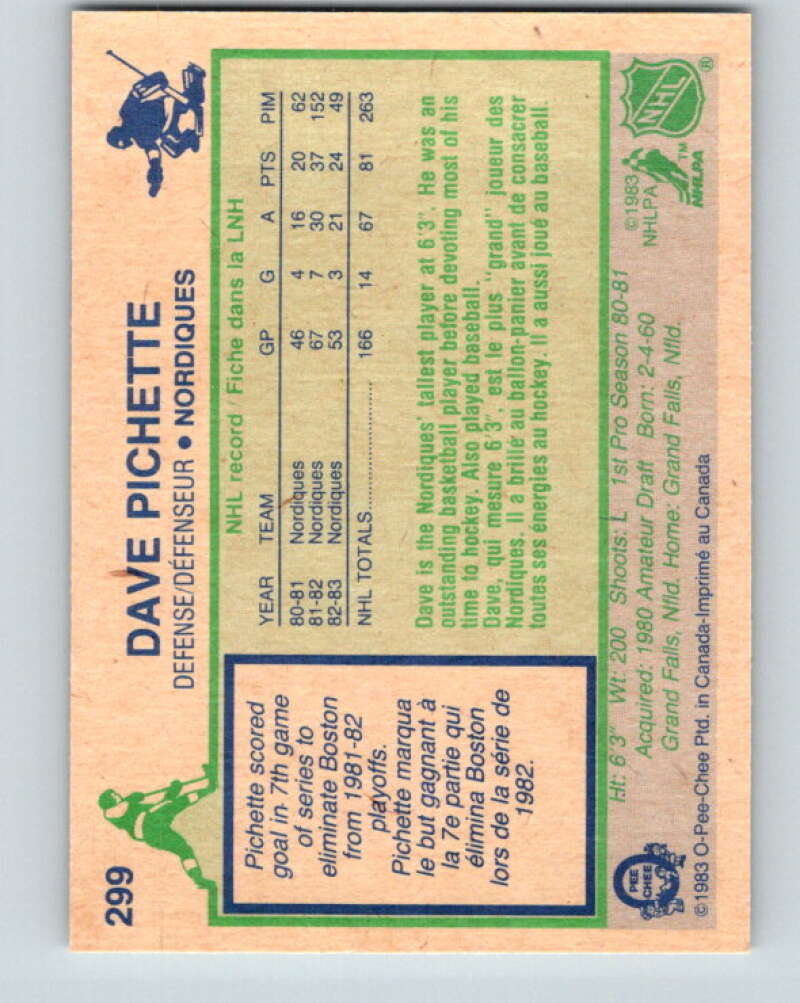 299
DAVE PICHETTE
DEFENSE/DÉFENSEUR • NORDIQUES
Pichette scored
goal in 7th game
of series to
eliminate Boston
from 1981-82
playoffs.
Pichette marqua
le but gagnant à
la 7e partie qui
élimina Boston
lors de la série de
1982.
NHL record Fiche dans la LNH
YEAR TEAM GP G A PTS PIM
80-81 Nordiques 46 4 16 20 62
81-82 Nordiques 67 7 30 37 152
82-83 Nordiques 53 3 21 24 49
NHL TOTALS 166 14 67 81 263
Dave is the Nordiques' tallest player at 6'3". He was an
outstanding basketball player before devoting most of his
time to hockey. Also played baseball.
Dave, qui mesure 6'3", est le plus "grand" joueur des
Nordiques. Il a brillé au ballon-panier avant de consacrer
toutes ses énergies au hockey. Il a aussi joué au baseball.
Ht: 6'3" Wt: 200 Shoots: L 1st Pro Season 80-81
Acquired: 1980 Amateur Draft Born: 2-4-60
Grand Falls, Nfld. Home: Grand Falls, Nfld.
©1983 O-Pee-Chee Ptd. in Canada-Imprimé au Canada
O
PEE
CHEE
©1983
NHLPA
NHLPA
TM
NHL
®